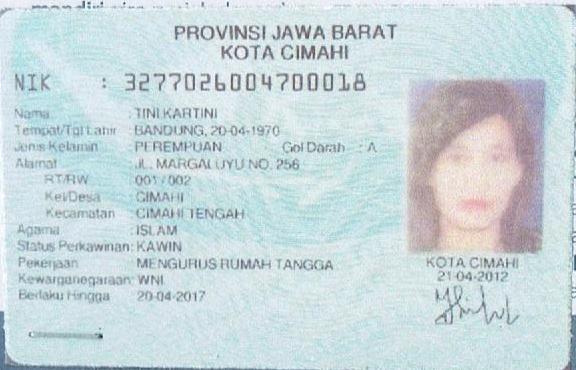 PROVINSI JAWA BARAT
KOTA CIMAHI
NIK : 3277026004700018
Nama : TINI KARTINI
Tempat/Tgl Lahir : BANDUNG, 20-04-1970
Jenis Kelamin : PEREMPUAN Gol Darah : A
Alamat : JL. MARGALUYU NO. 256
RT/RW : 001 / 002
Kel/Desa : CIMAHI
Kecamatan : CIMAHI TENGAH
Agama : ISLAM
Status Perkawinan: KAWIN
Pekerjaan : MENGURUS RUMAH TANGGA
Kewarganegaraan: WNI
Berlaku Hingga : 20-04-2017
KOTA CIMAHI
21-04-2012